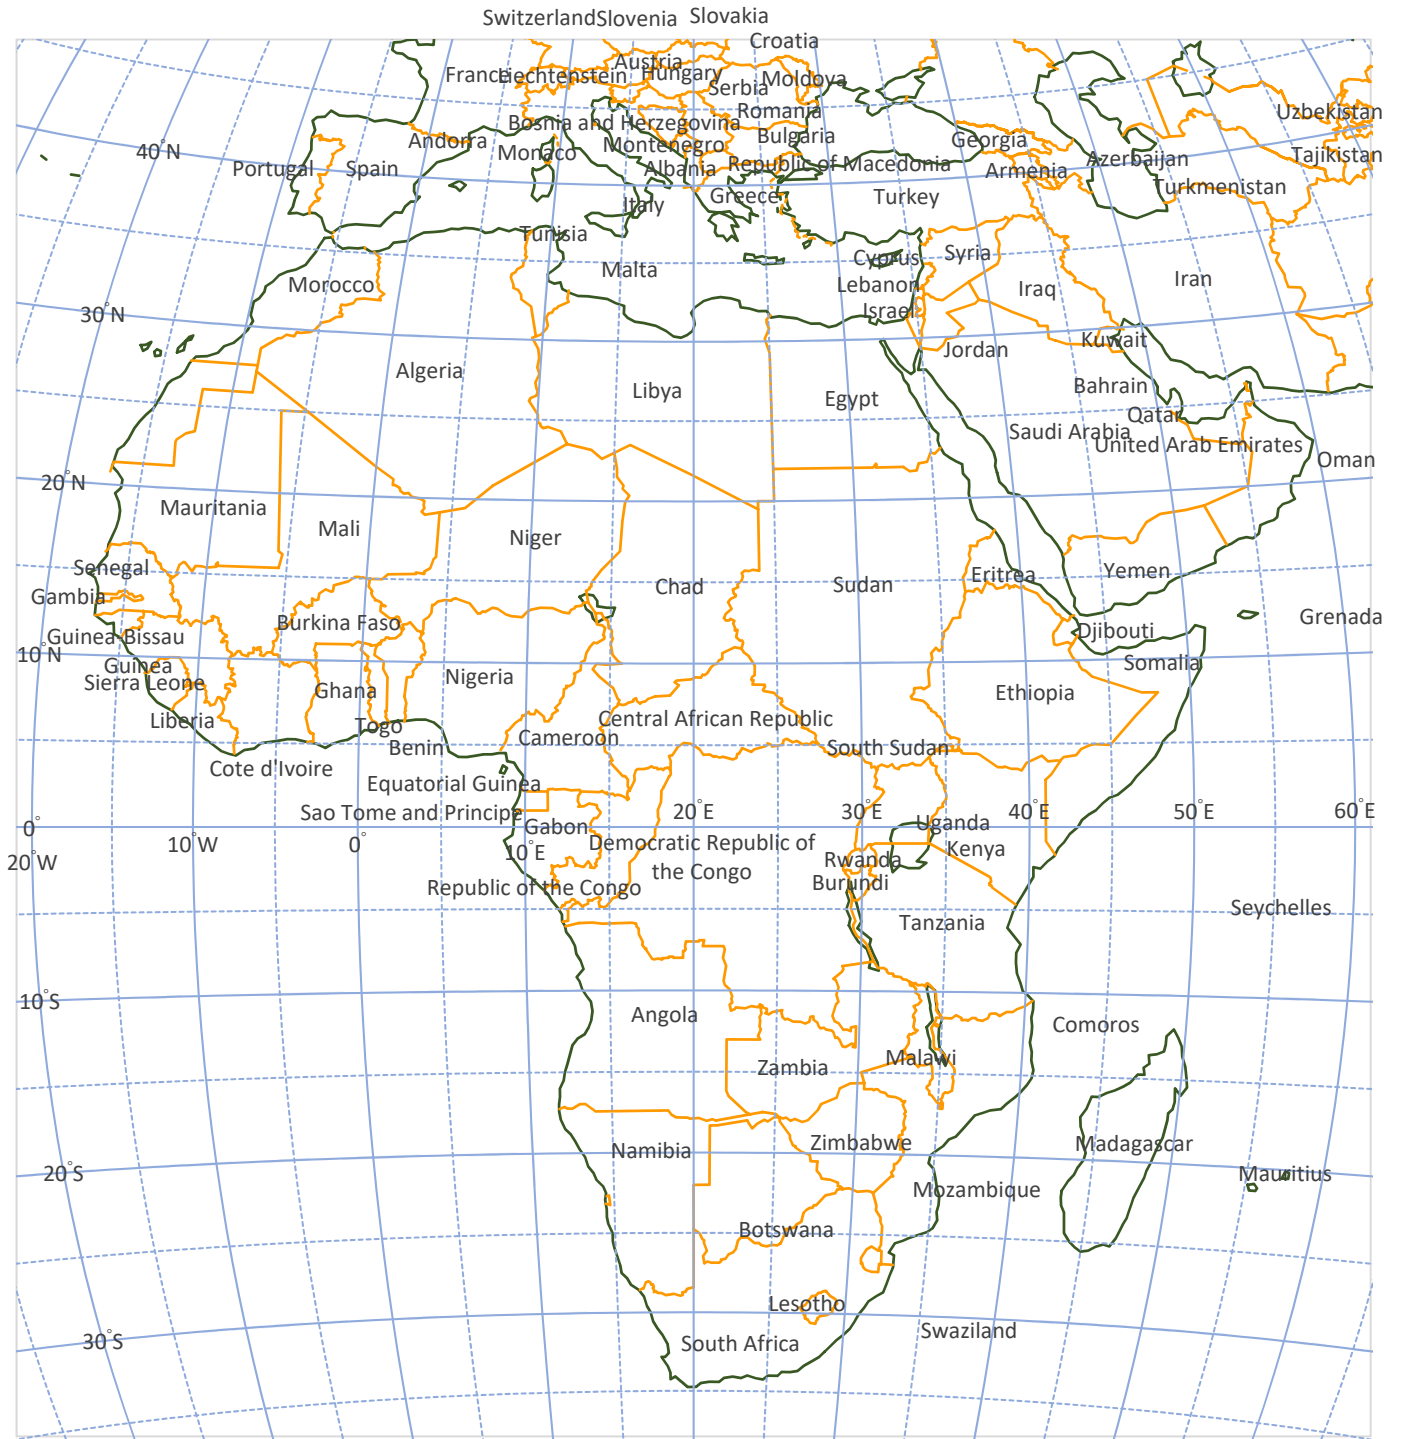 Switzerland
Slovenia
Slovakia
Croatia
Austria
France
Liechtenstein
Hungary
Moldova
Serbia
Romania
Uzbekistan
Bosnia and Herzegovina
Bulgaria
Andorra
Georgia
40°N
Monaco
Montenegro
Tajikistan
Azerbaijan
Portugal
Spain
Albania
Republic of Macedonia
Armenia
Turkmenistan
Greece
Turkey
Italy
Tunisia
Syria
Cyprus
Malta
Iran
Morocco
Lebanon
Iraq
Israel
30°N
Kuwait
Jordan
Algeria
Bahrain
Libya
Egypt
Qatar
Saudi Arabia
United Arab Emirates
Oman
20°N
Mauritania
Mali
Niger
Senegal
Yemen
Eritrea
Chad
Sudan
Gambia
Grenada
Burkina Faso
Djibouti
Guinea-Bissau
10°N
Guinea
Somalia
Sierra Leone
Nigeria
Ghana
Ethiopia
Liberia
Central African Republic
Togo
Cameroon
Benin
South Sudan
Cote d'Ivoire
Equatorial Guinea
Sao Tome and Principe
20°E
30°E
40°E
50°E
60°E
0°
Gabon
Uganda
10°W
0°
10°E
Democratic Republic of
the Congo
Kenya
20°W
Rwanda
Republic of the Congo
Burundi
Seychelles
Tanzania
10°S
Angola
Comoros
Malawi
Zambia
Namibia
Zimbabwe
Madagascar
20°S
Mauritius
Mozambique
Botswana
Lesotho
Swaziland
30°S
South Africa